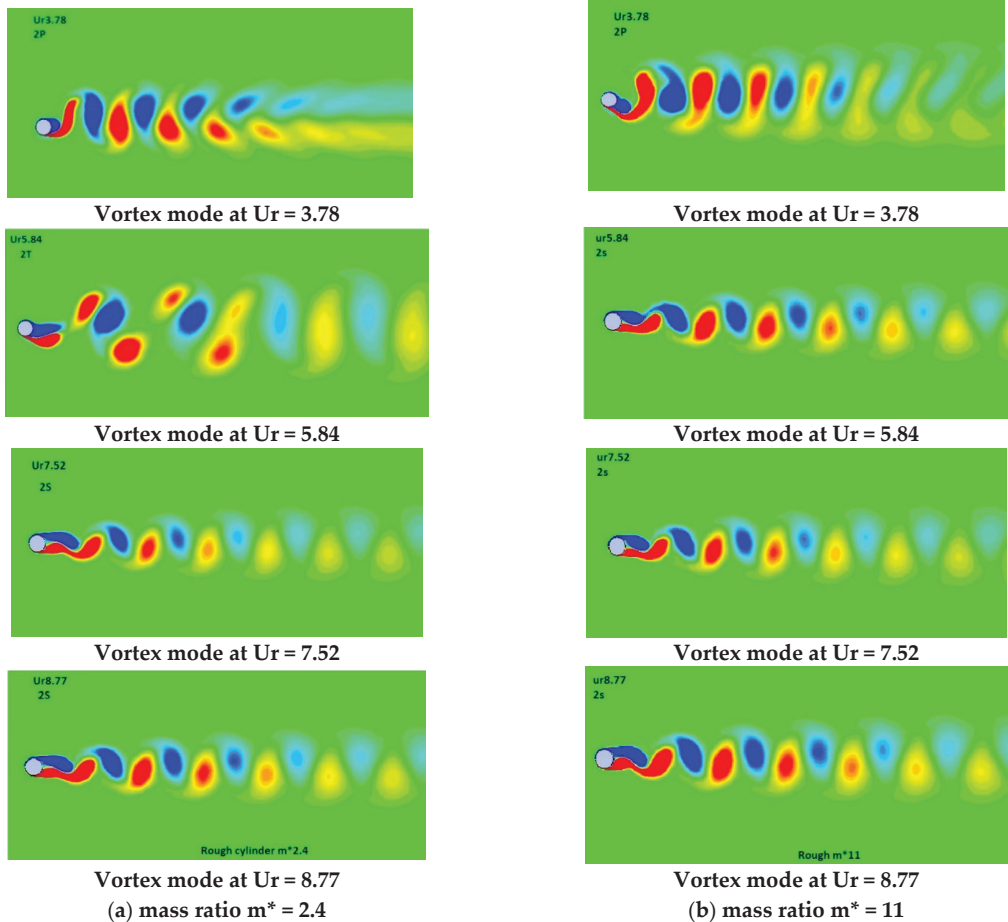 Ur3.78
2P
Vortex mode at Ur = 3.78
Ur5.84
2T
Vortex mode at Ur = 5.84
Ur7.52
2S
Vortex mode at Ur = 7.52
Ur8.77
2S
Rough cylinder m*2.4
Vortex mode at Ur = 8.77
(a) mass ratio m* = 2.4
Ur3.78
2P
Vortex mode at Ur = 3.78
ur5.84
2s
Vortex mode at Ur = 5.84
ur7.52
2s
Vortex mode at Ur = 7.52
ur8.77
2s
Rough m*11
Vortex mode at Ur = 8.77
(b) mass ratio m* = 11